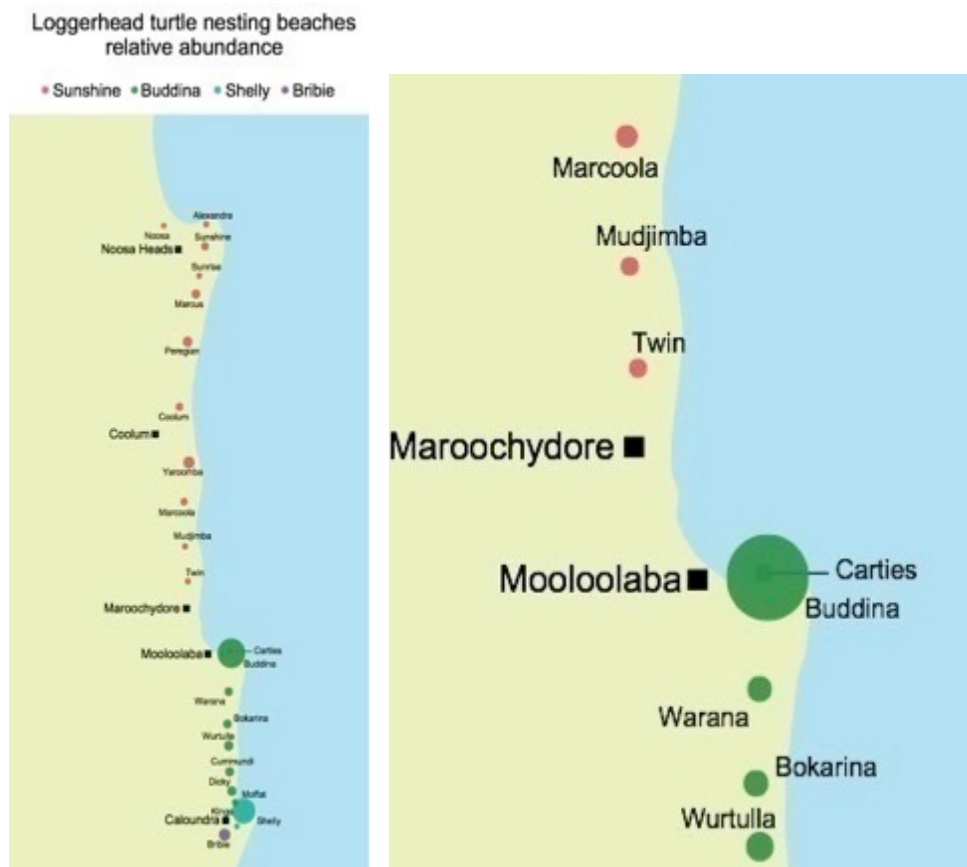 Loggerhead turtle nesting beaches
relative abundance
Sunshine Buddina Shelly Bribie
Alexandra
Noosa
Sunshine
Noosa Heads
Sunrise
Marcus
Peregian
Coolum
Coolum
Yaroomba
Marcoola
Mudjimba
Twin
Maroochydore
Mooloolaba
Carties
Buddina
Warana
Bokarina
Wurtulla
Currimundi
Dicky
Moffat
Kings
Caloundra
Shelly
Bribie
Marcoola
Mudjimba
Twin
Maroochydore
Mooloolaba
Carties
Buddina
Warana
Bokarina
Wurtulla